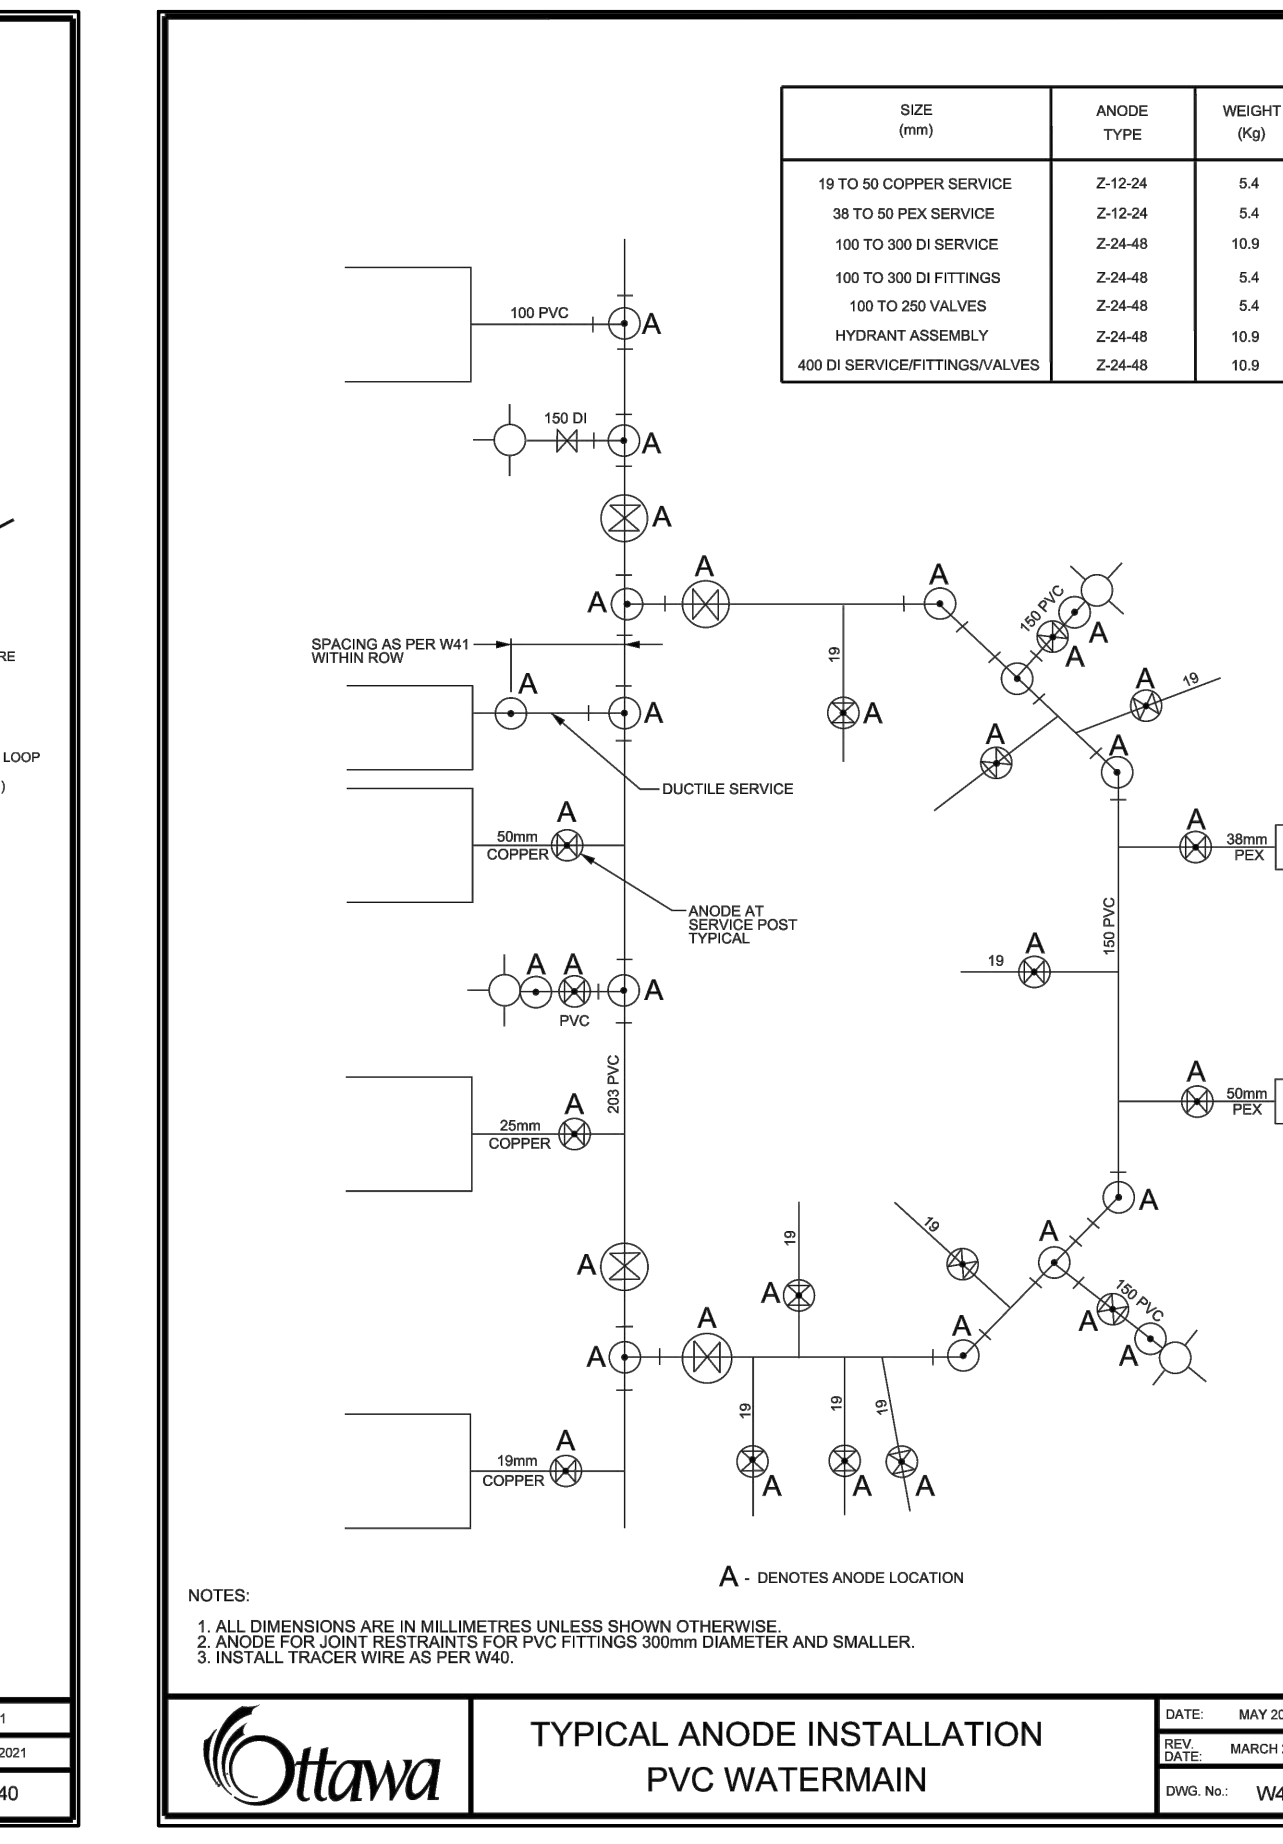 RE
LOOP
)
1
2021
40
SIZE
(mm)
ANODE
TYPE
WEIGHT
(Kg)
19 TO 50 COPPER SERVICE Z-12-24 5.4
38 TO 50 PEX SERVICE Z-12-24 5.4
100 TO 300 DI SERVICE Z-24-48 10.9
100 TO 300 DI FITTINGS Z-24-48 5.4
100 TO 250 VALVES Z-24-48 5.4
HYDRANT ASSEMBLY Z-24-48 10.9
400 DI SERVICE/FITTINGS/VALVES Z-24-48 10.9
100 PVC
A
150 DI
A
A
A
A
A
150 PVC
A
A
SPACING AS PER W41
WITHIN ROW
19
A
A
A
A
19
A
A
A
DUCTILE SERVICE
A
50mm
COPPER
A
38mm
PEX
ANODE AT
SERVICE POST
TYPICAL
150 PVC
A
19
A
A
A
PVC
203 PVC
A
50mm
PEX
A
25mm
COPPER
A
19
19
A
A
A
A
150 PVC
A
A
A
A
A
19
19
19
A
19mm
COPPER
A
A
A
A - DENOTES ANODE LOCATION
NOTES:
1. ALL DIMENSIONS ARE IN MILLIMETRES UNLESS SHOWN OTHERWISE.
2. ANODE FOR JOINT RESTRAINTS FOR PVC FITTINGS 300mm DIAMETER AND SMALLER.
3. INSTALL TRACER WIRE AS PER W40.
Ottawa
TYPICAL ANODE INSTALLATION
PVC WATERMAIN
DATE: MAY 20
REV.
DATE: MARCH
DWG. No.: W4